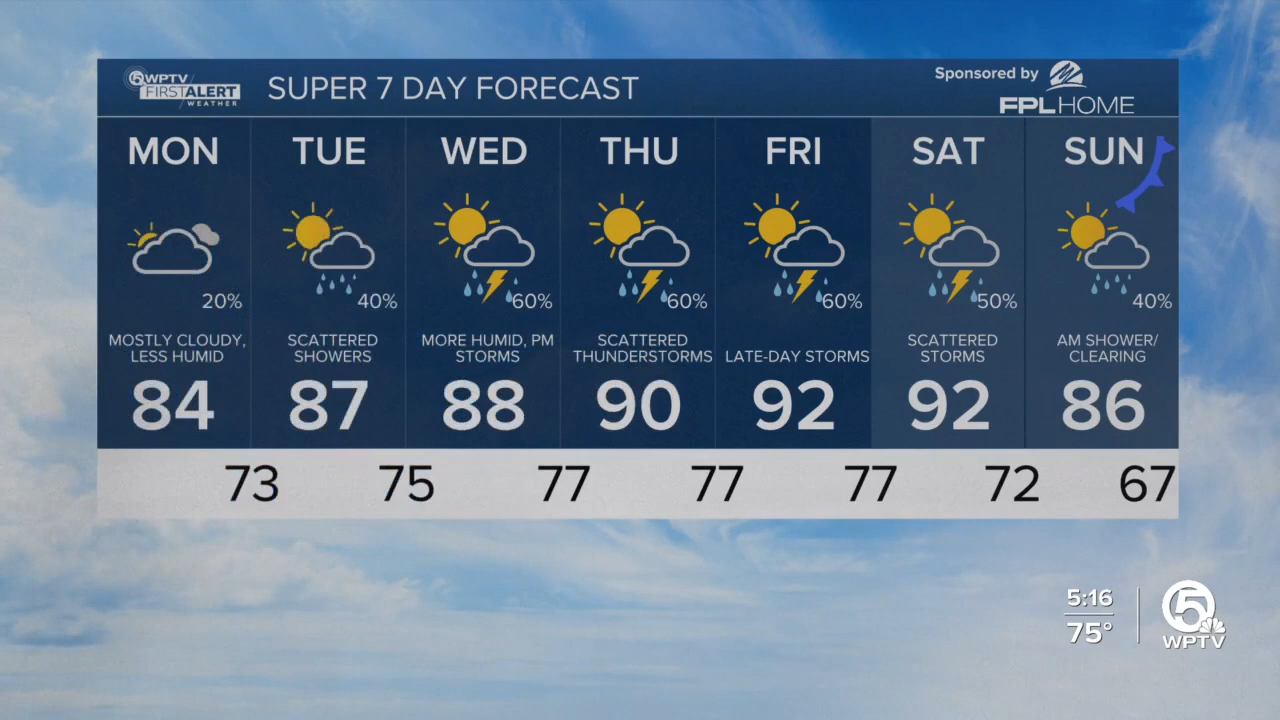 5 WPTV
FIRST ALERT
WEATHER
SUPER 7 DAY FORECAST
Sponsored by
FPL HOME
MON
TUE
WED
THU
FRI
SAT
SUN
20%
40%
60%
60%
60%
50%
40%
MOSTLY CLOUDY,
LESS HUMID
SCATTERED
SHOWERS
MORE HUMID, PM
STORMS
SCATTERED
THUNDERSTORMS
LATE-DAY STORMS
SCATTERED
STORMS
AM SHOWER/
CLEARING
84
87
88
90
92
92
86
73
75
77
77
77
72
67
5:16
75°
5
WPTV